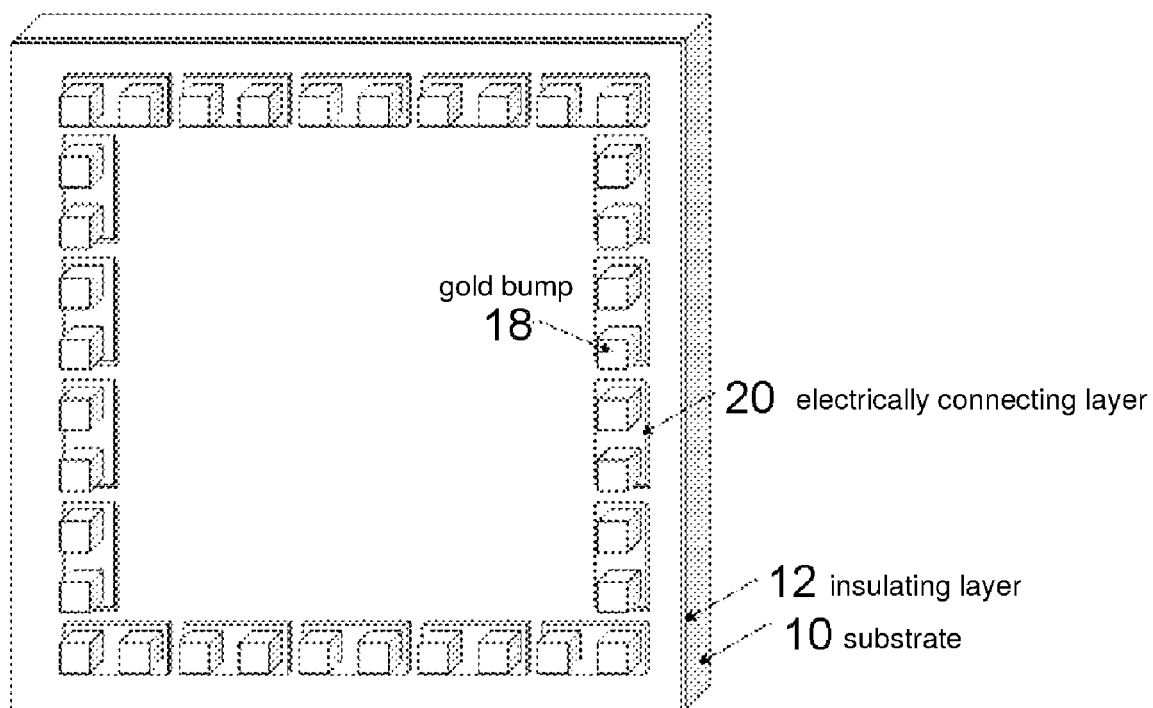 gold bump
18
20 electrically connecting layer
12 insulating layer
10 substrate